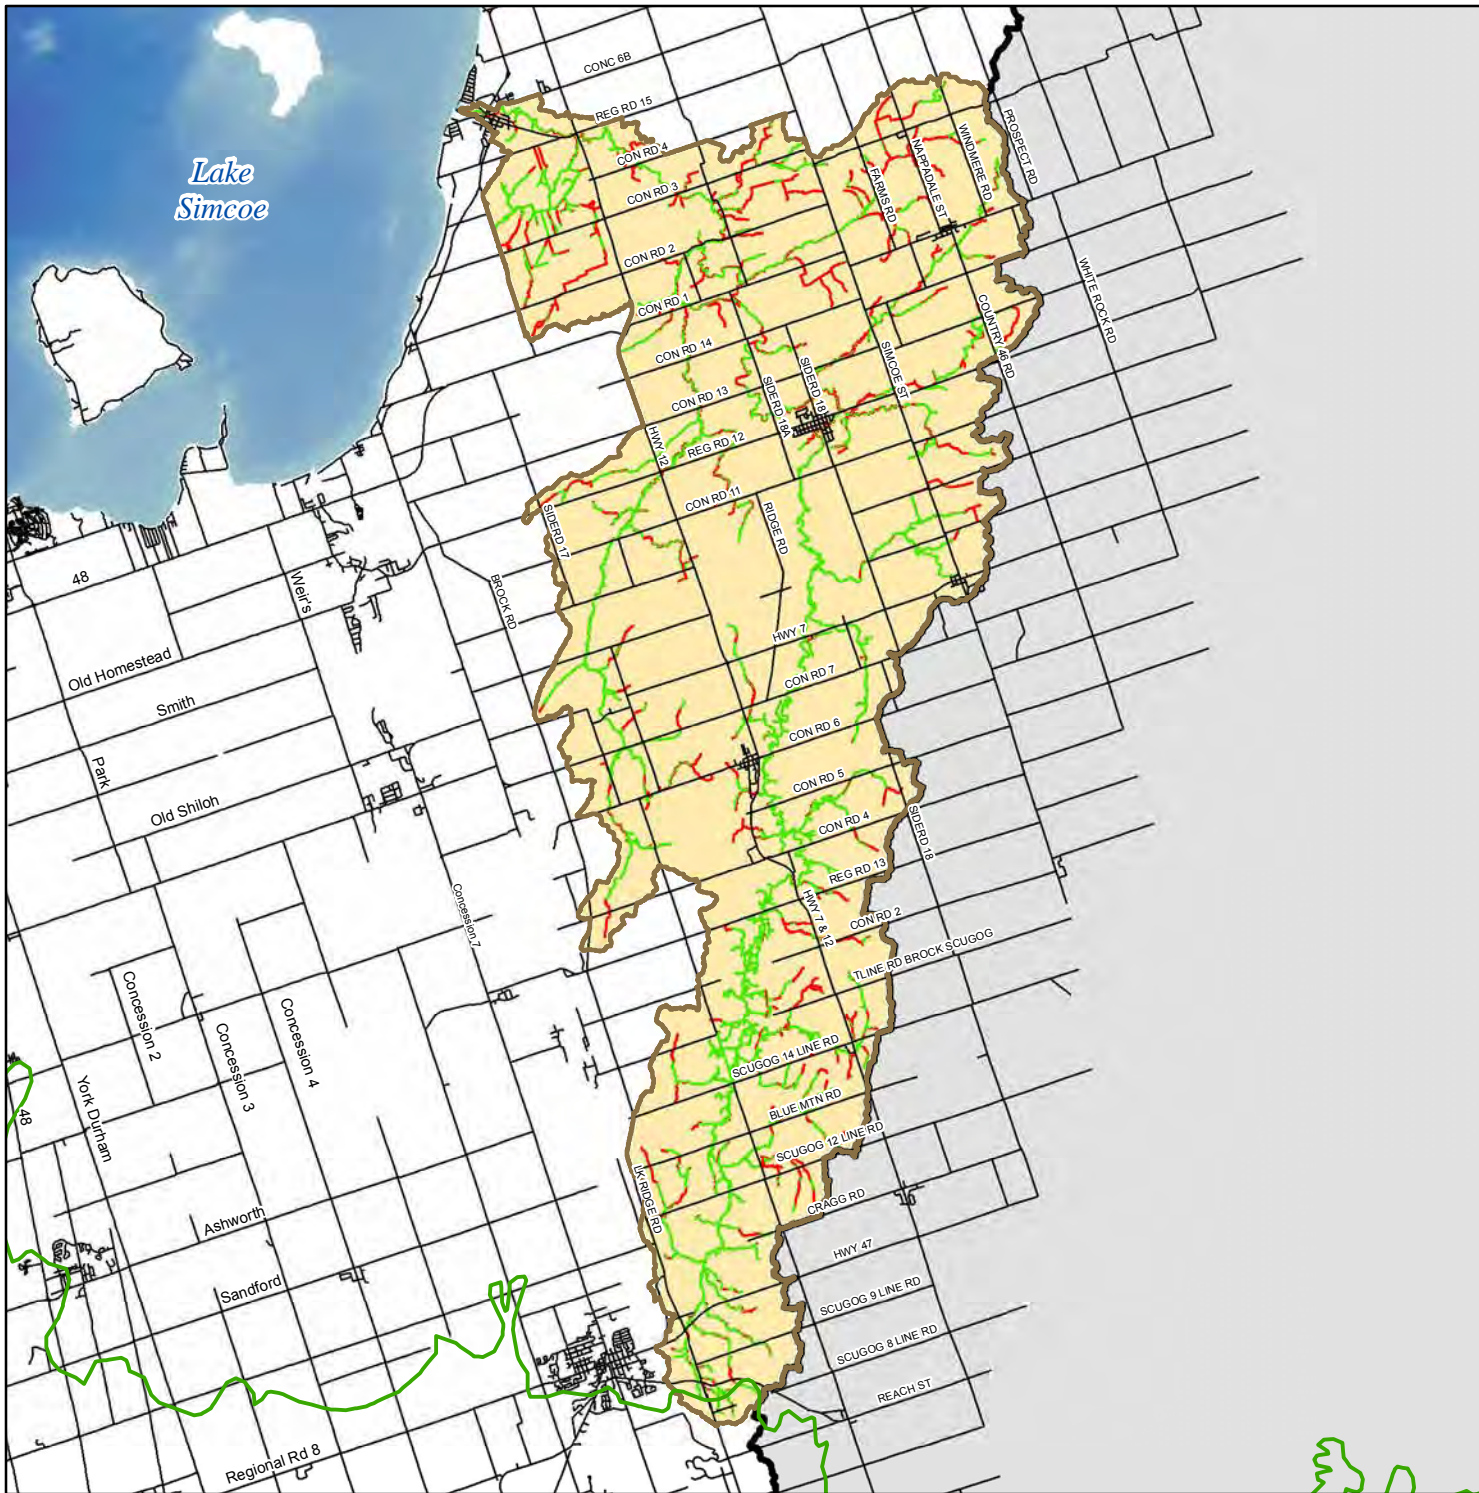 CONC 6B
REG RD 15
PROSPECT RD
Lake
Simcoe
CON RD 4
WINDMERE RD
NAPPADALE ST
CON RD 3
FARMS RD
CON RD 2
WHITE ROCK RD
CON RD 1
COUNTRY 46 RD
CON RD 14
SIMCOE ST
SIDERD 18
SIDERD 18A
CON RD 13
HWY 12
REG RD 12
CON RD 11
RIDGE RD
SIDERD 17
48
Weir's
BROCK RD
HWY 7
Old Homestead
CON RD 7
Smith
CON RD 6
Park
CON RD 5
Old Shiloh
CON RD 4
SIDERD 18
REG RD 13
HWY 7 & 12
Concession 7
CON RD 2
TLINE RD BROCK SCUGOG
Concession 2
Concession 4
Concession 3
SCUGOG 14 LINE RD
York Durham
48
BLUE MTN RD
SCUGOG 12 LINE RD
LK RIDGE RD
CRAGG RD
Ashworth
HWY 47
Sandford
SCUGOG 9 LINE RD
SCUGOG 8 LINE RD
REACH ST
Regional Rd 8